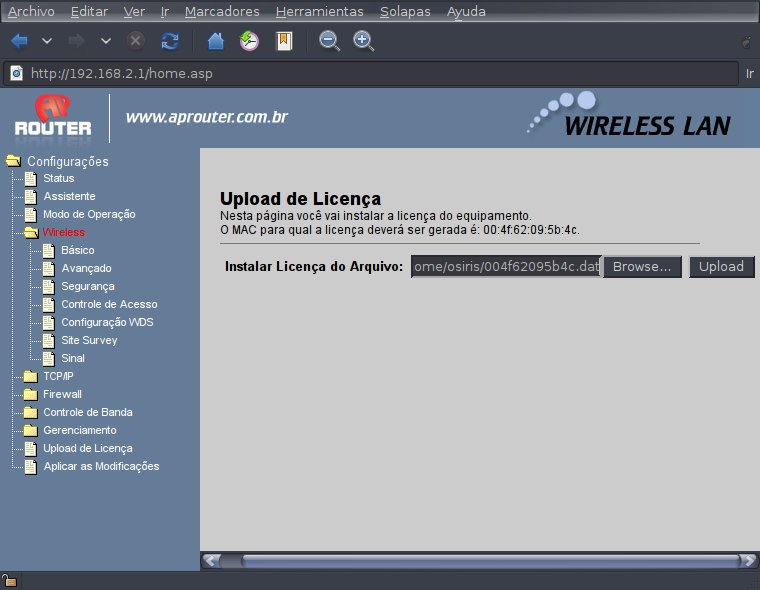 Archivo Editar Ver Ir Marcadores Herramientas Solapas Ayuda
http://192.168.2.1/home.asp
Ir
AP ROUTER
www.aprouter.com.br
WIRELESS LAN
Configurações
Status
Assistente
Modo de Operação
Wireless
Básico
Avançado
Segurança
Controle de Acesso
Configuração WDS
Site Survey
Sinal
TCP/IP
Firewall
Controle de Banda
Gerenciamento
Upload de Licença
Aplicar as Modificações
Upload de Licença
Nesta página você vai instalar a licença do equipamento.
O MAC para qual a licença deverá ser gerada é: 00:4f:62:09:5b:4c.
Instalar Licença do Arquivo: ome/osiris/004f62095b4c.dat Browse... Upload